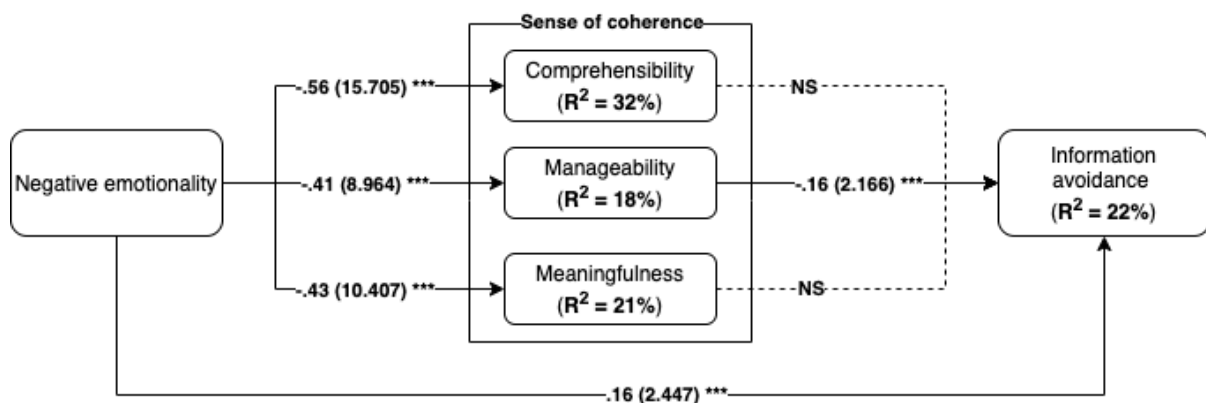 Sense of coherence
Comprehensibility
(R² = 32%)
-.56 (15.705) ***
NS
Negative emotionality
-.41 (8.964) ***
Manageability
(R² = 18%)
-.16 (2.166) ***
Information
avoidance
(R² = 22%)
-.43 (10.407) ***
Meaningfulness
(R² = 21%)
NS
.16 (2.447) ***